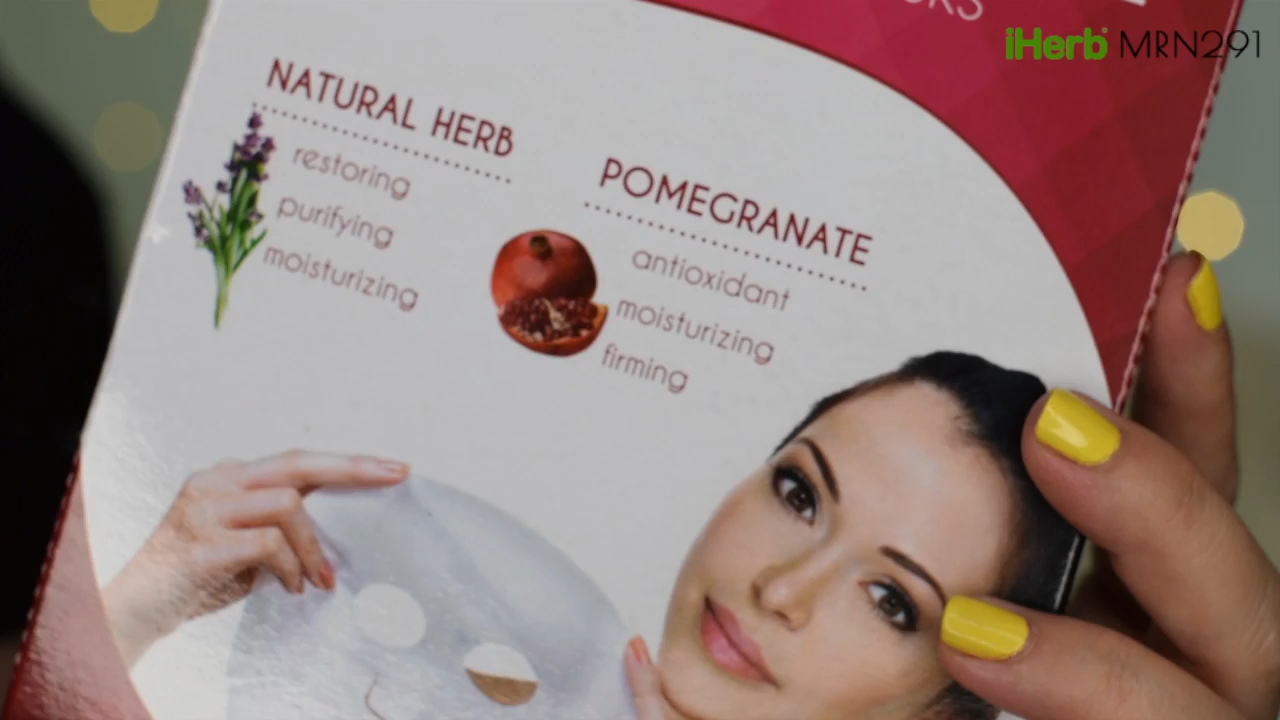 iHerb MRN291
NATURAL HERB
restoring
purifying
moisturizing
POMEGRANATE
antioxidant
moisturizing
firming